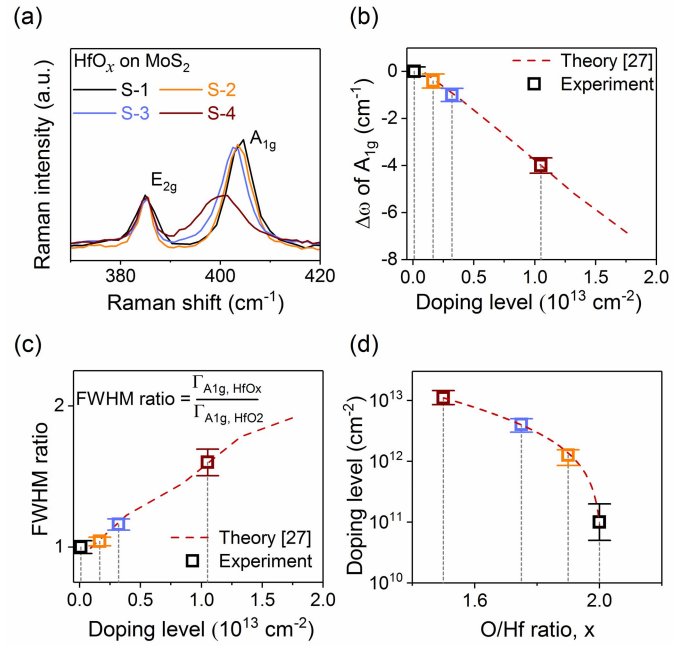 (a)
HfOₓ on MoS₂
S-1 S-2
S-3 S-4
A₁g
E₂g
Raman intensity (a.u.)
380 400 420
Raman shift (cm⁻¹)
(b)
Theory [27]
Experiment
0
-2
-4
-6
-8
Δω of A₁g (cm⁻¹)
0.0 0.5 1.0 1.5 2.0
Doping level (10¹³ cm⁻²)
(c)
FWHM ratio = Γ A1g, HfOx
Γ A1g, HfO2
2
1
FWHM ratio
Theory [27]
Experiment
0.0 0.5 1.0 1.5 2.0
Doping level (10¹³ cm⁻²)
(d)
10¹³
10¹²
10¹¹
10¹⁰
Doping level (cm⁻²)
1.6 1.8 2.0
O/Hf ratio, x